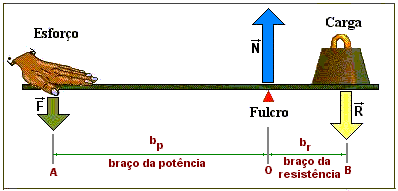 Esforço
Carga
N
F
Fulcro
R
bp
br
braço da potência
braço da
resistência
A
O
B